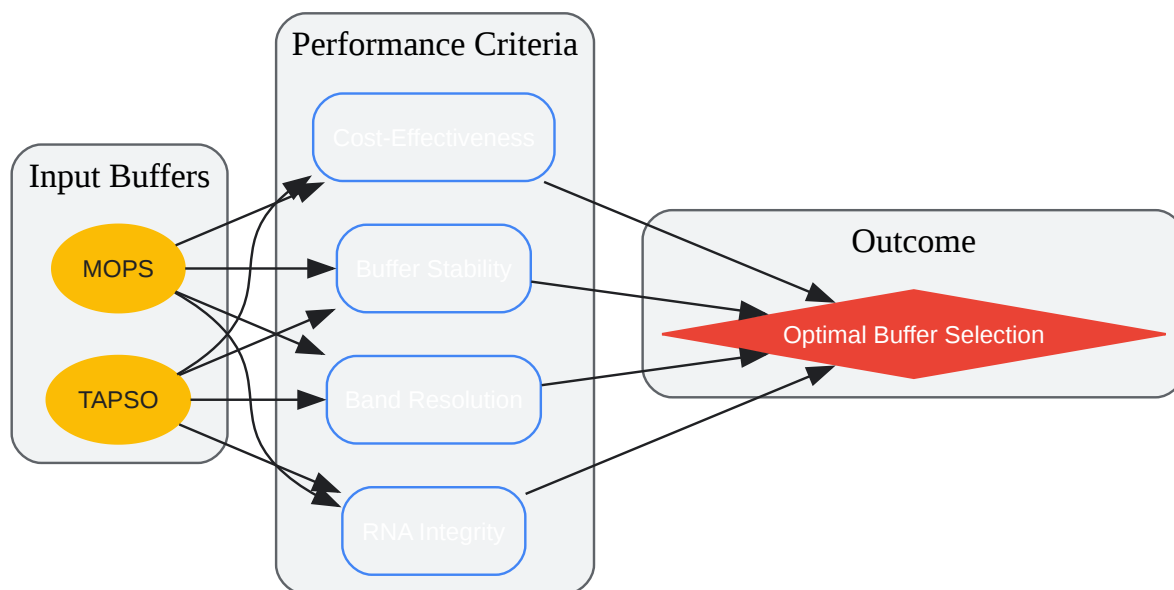 Input Buffers
MOPS
TAPSO
Performance Criteria
Cost-Effectiveness
Buffer Stability
Band Resolution
RNA Integrity
Outcome
Optimal Buffer Selection